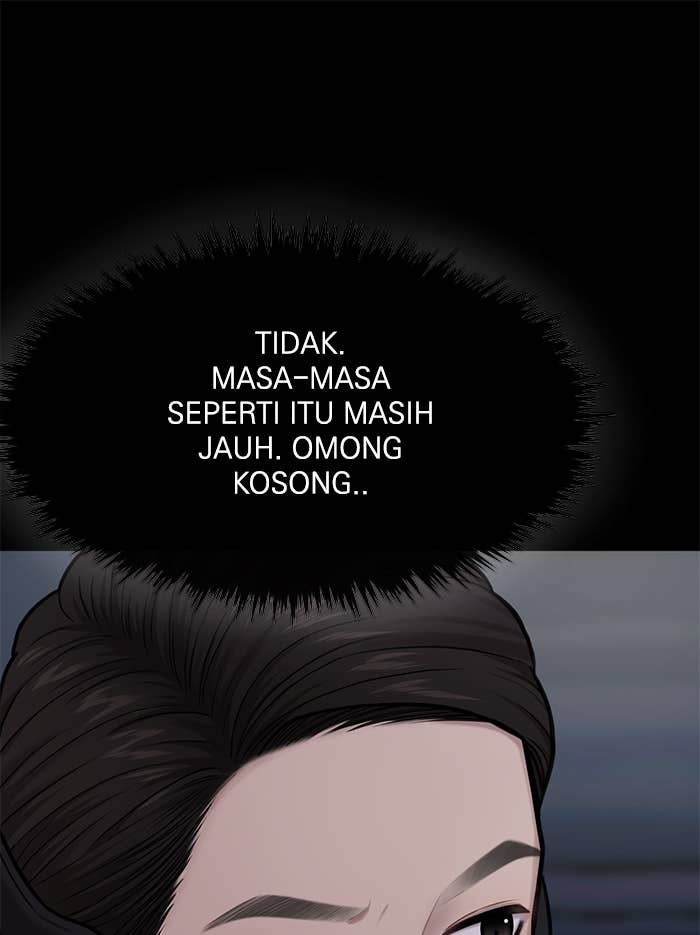 TIDAK.
MASA-MASA
SEPERTI ITU MASIH
JAUH. OMONG
KOSONG..